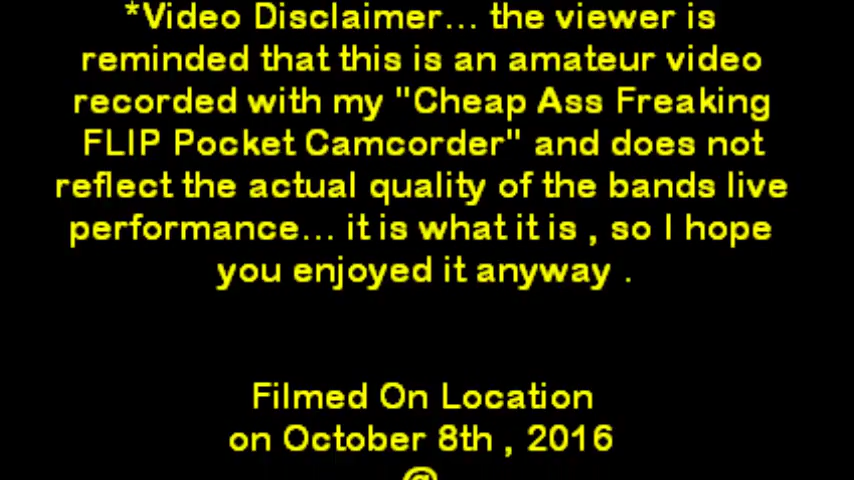 *Video Disclaimer... the viewer is
reminded that this is an amateur video
recorded with my "Cheap Ass Freaking
FLIP Pocket Camcorder" and does not
reflect the actual quality of the bands live
performance... it is what it is , so I hope
you enjoyed it anyway .
Filmed On Location
on October 8th , 2016
@